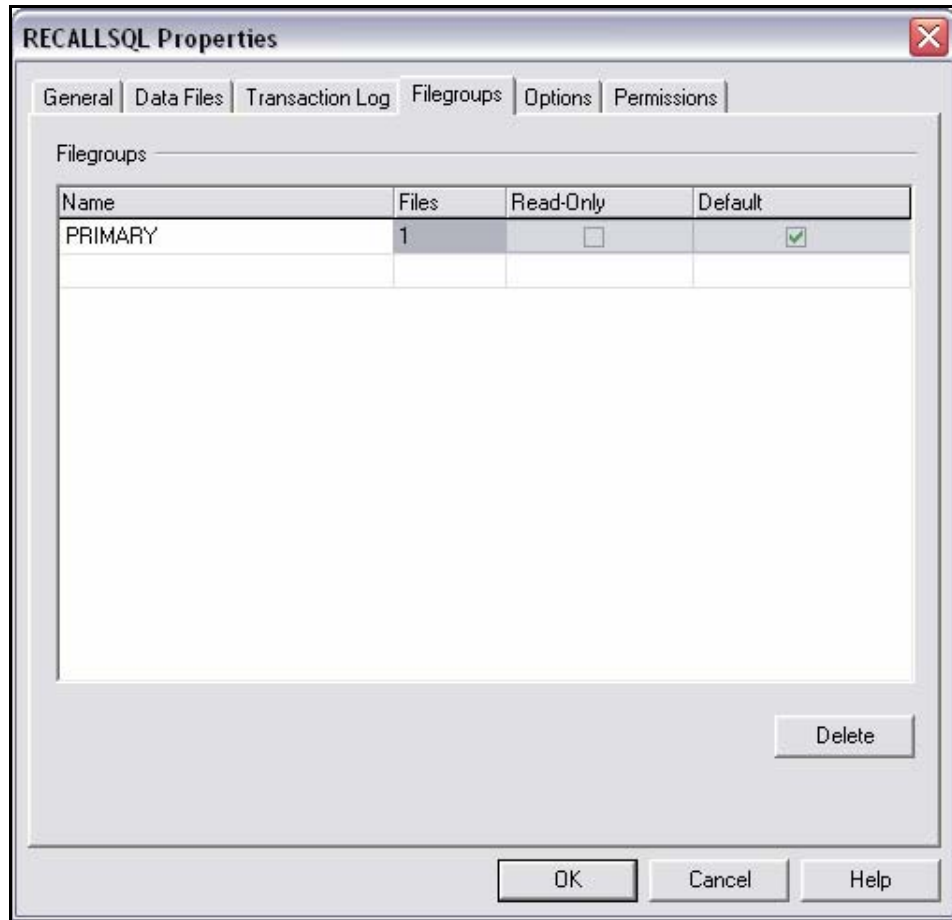 RECALLSQL Properties
General Data Files Transaction Log Filegroups Options Permissions
Filegroups
Name Files Read-Only Default
PRIMARY 1
Delete
OK Cancel Help